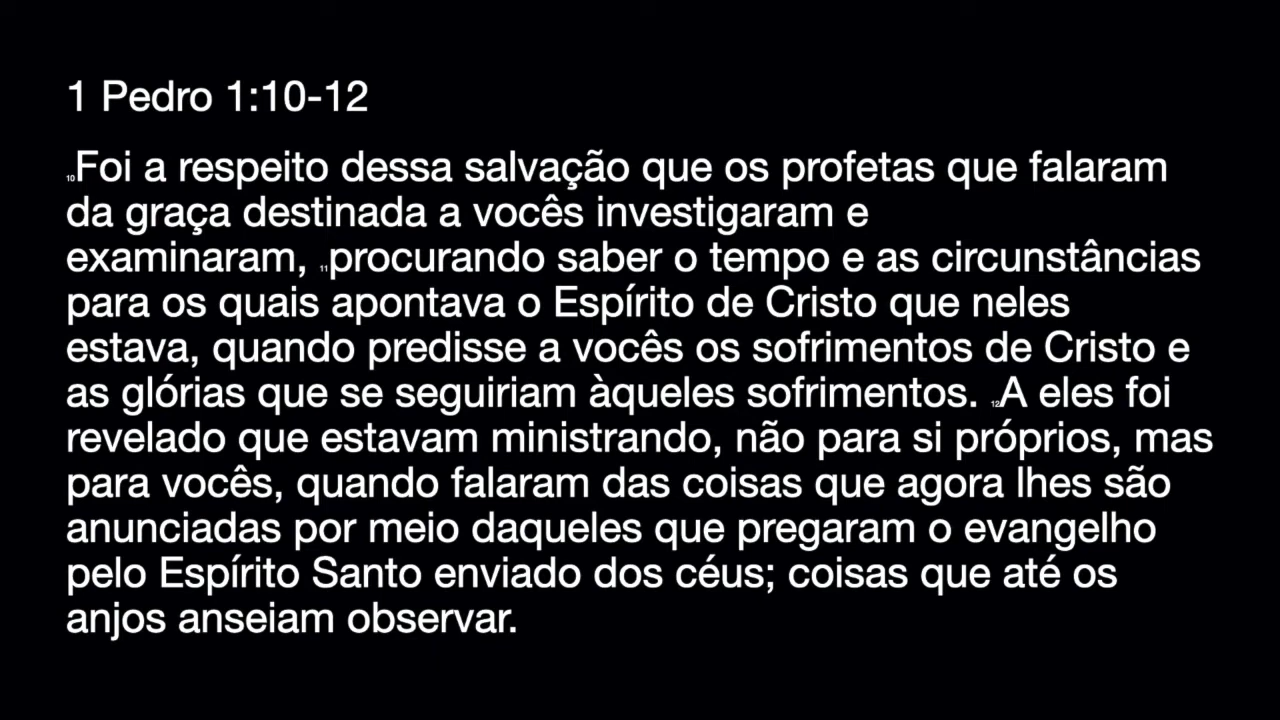 1 Pedro 1:10-12
10Foi a respeito dessa salvação que os profetas que falaram
da graça destinada a vocês investigaram e
examinaram, 11procurando saber o tempo e as circunstâncias
para os quais apontava o Espírito de Cristo que neles
estava, quando predisse a vocês os sofrimentos de Cristo e
as glórias que se seguiriam àqueles sofrimentos. 12A eles foi
revelado que estavam ministrando, não para si próprios, mas
para vocês, quando falaram das coisas que agora lhes são
anunciadas por meio daqueles que pregaram o evangelho
pelo Espírito Santo enviado dos céus; coisas que até os
anjos anseiam observar.